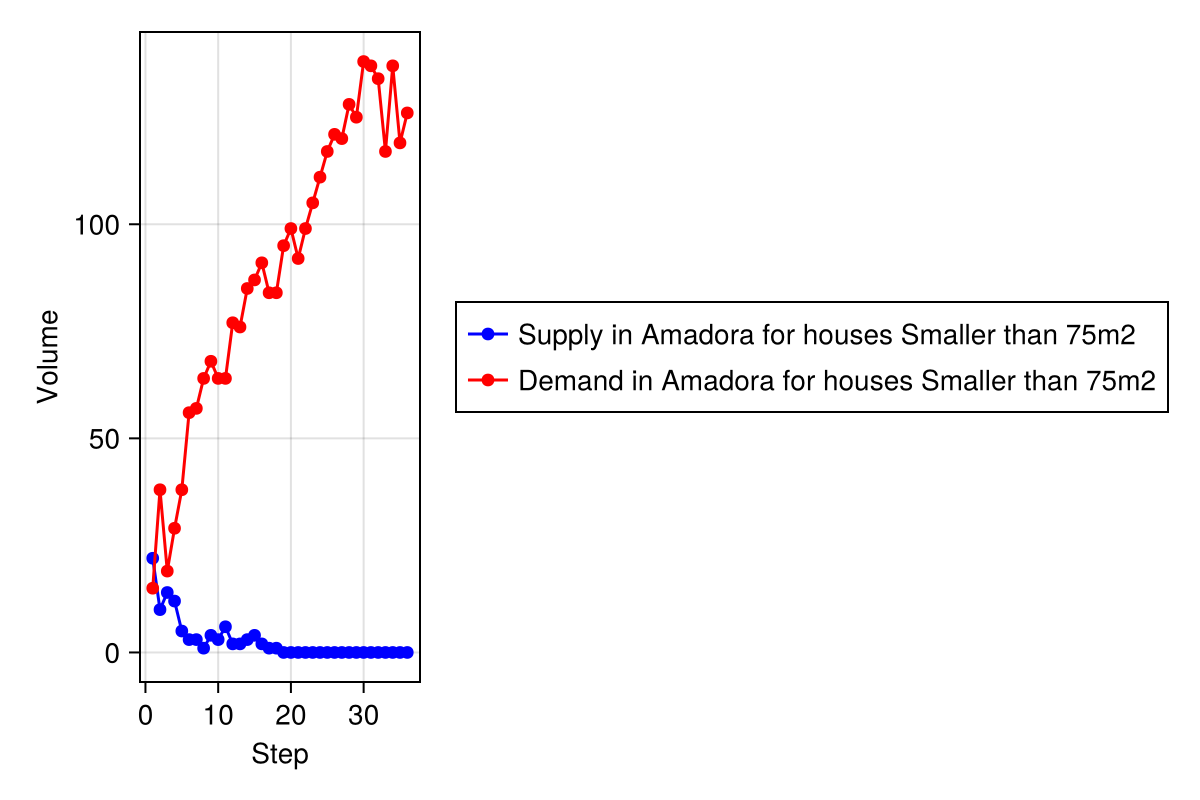 Volume
100
50
0
0 10 20 30
Step
Supply in Amadora for houses Smaller than 75m2
Demand in Amadora for houses Smaller than 75m2